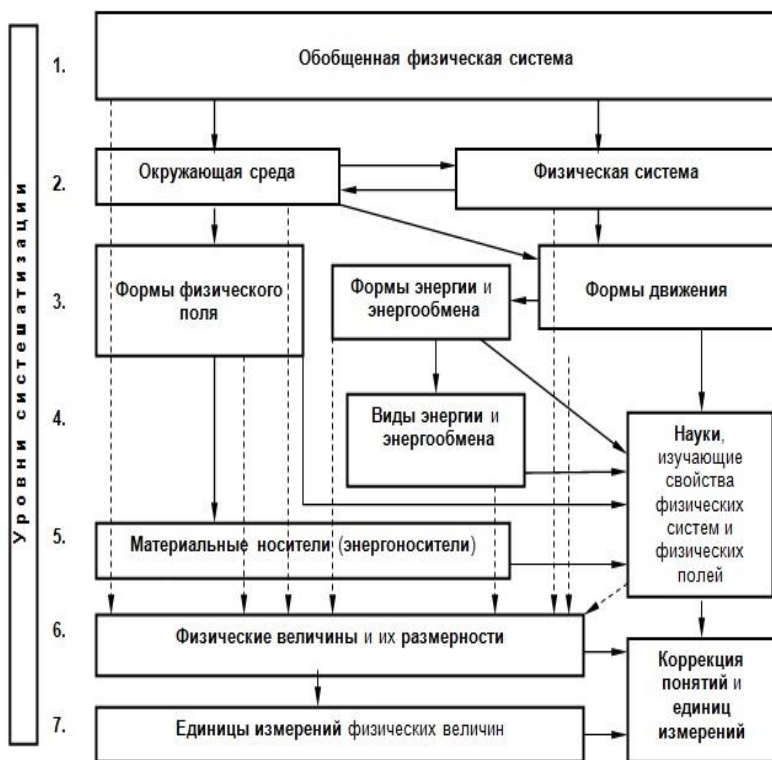 Уровни систематизации
1.
Обобщенная физическая система
2.
Окружающая среда
Физическая система
3.
Формы физического
поля
Формы энергии и
энергообмена
Формы движения
4.
Виды энергии и
энергообмена
Науки,
изучающие
свойства
физических
систем и
физических
полей
5.
Материальные носители (энергоносители)
6.
Физические величины и их размерности
Коррекция
понятий и
единиц
измерений
7.
Единицы измерений физических величин